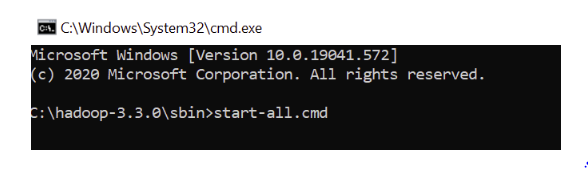 C:\Windows\System32\cmd.exe
Microsoft Windows [Version 10.0.19041.572]
(c) 2020 Microsoft Corporation. All rights reserved.
C:\hadoop-3.3.0\sbin>start-all.cmd